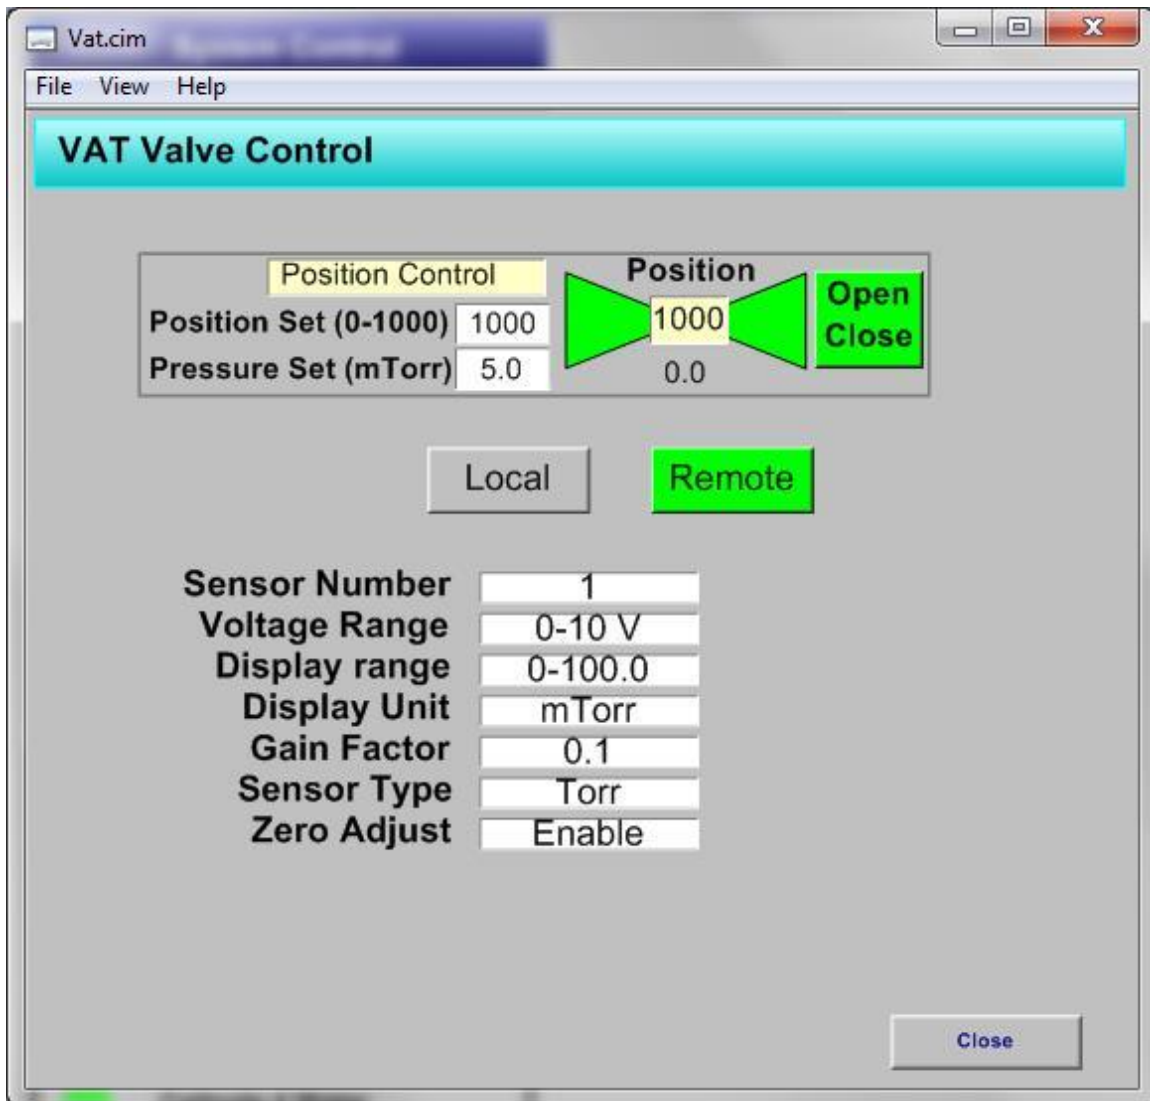 Vat.cim
File View Help
VAT Valve Control
Position Control
Position
Open
Close
Position Set (0-1000) 1000
1000
Pressure Set (mTorr) 5.0
0.0
Local Remote
Sensor Number 1
Voltage Range 0-10 V
Display range 0-100.0
Display Unit mTorr
Gain Factor 0.1
Sensor Type Torr
Zero Adjust Enable
Close